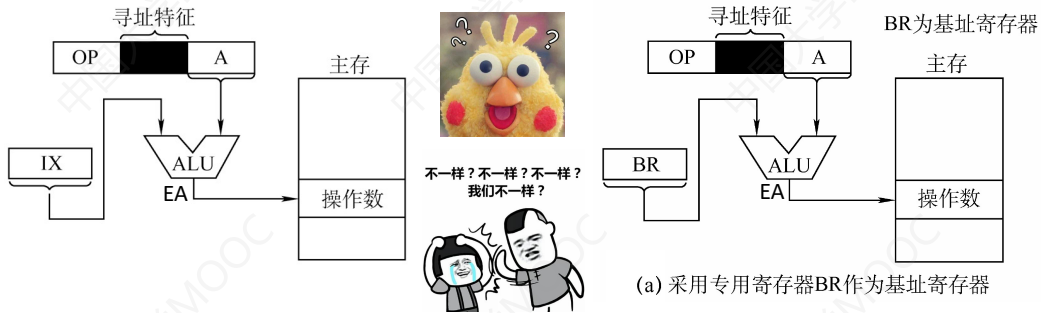 寻址特征
OP
A
主存
IX
ALU
EA
操作数
? ? ?
不一样？不一样？不一样？
我们不一样？
BR为基址寄存器
寻址特征
OP
A
主存
BR
ALU
EA
操作数
(a) 采用专用寄存器BR作为基址寄存器